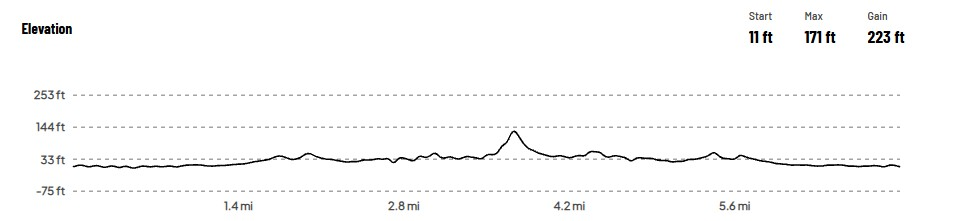 Elevation
Start Max Gain
11 ft 171 ft 223 ft
253 ft
144 ft
33 ft
-75 ft
1.4 mi 2.8 mi 4.2 mi 5.6 mi